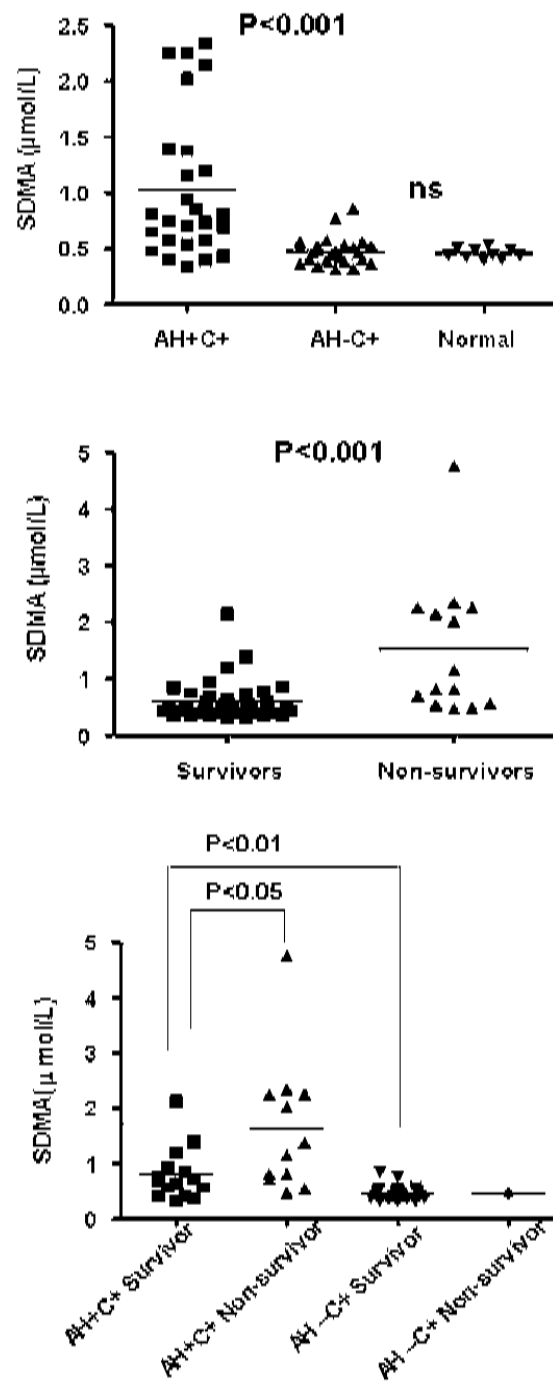 P<0.001
2.5
2.0
1.5
1.0
0.5
0.0
SDMA (µmol/L)
ns
AH+C+ AH-C+ Normal
P<0.001
5
4
3
2
1
0
SDMA (µmol/L)
Survivors Non-survivors
P<0.01
P<0.05
5
4
3
2
1
0
SDMA(µ mol/L)
AH+C+ Survivor
AH+C+ Non-survivor
AH –C+ Survivor
AH –C+ Non-survivor